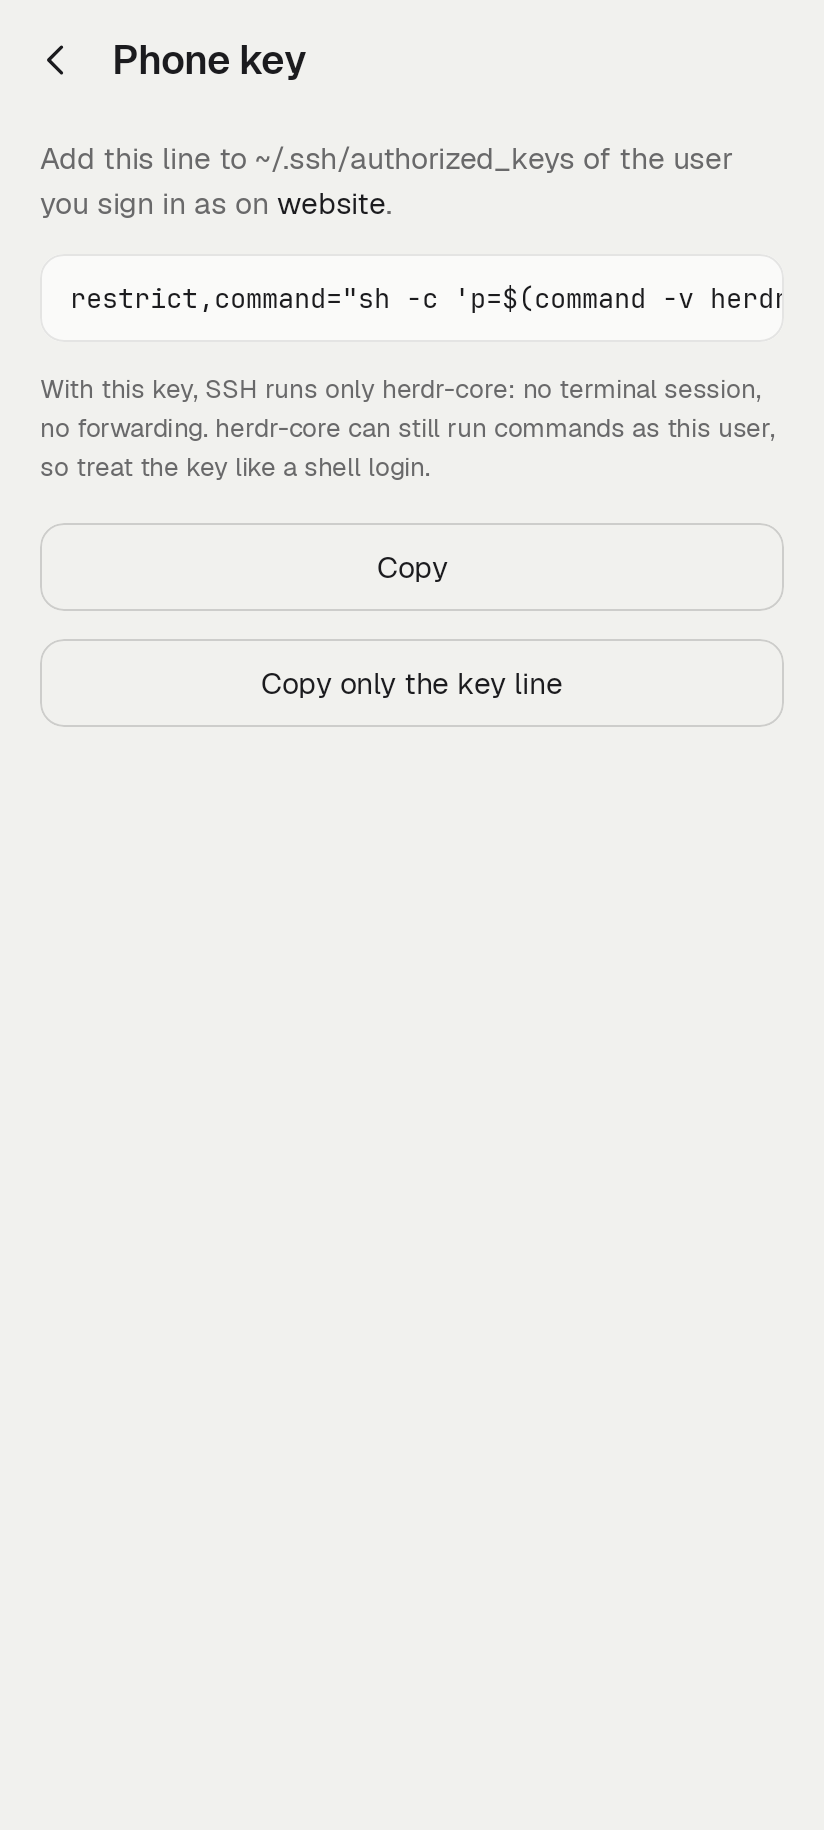 Phone key
Add this line to ~/.ssh/authorized_keys of the user
you sign in as on website.
restrict,command="sh -c 'p=$(command -v herdr
With this key, SSH runs only herdr-core: no terminal session,
no forwarding. herdr-core can still run commands as this user,
so treat the key like a shell login.
Copy
Copy only the key line